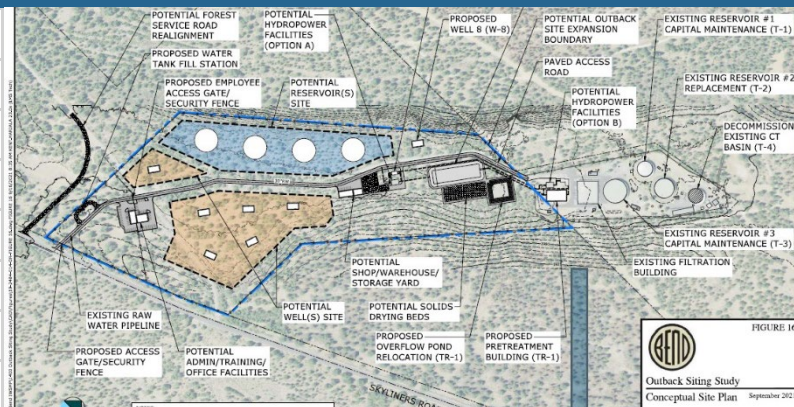 POTENTIAL FOREST
SERVICE ROAD
REALIGNMENT
PROPOSED WATER
TANK FILL STATION
PROPOSED EMPLOYEE
ACCESS GATE/
SECURITY FENCE
POTENTIAL
HYDROPOWER
FACILITIES
(OPTION A)
POTENTIAL
RESERVOIR(S)
SITE
PROPOSED
WELL 8 (W-8)
POTENTIAL OUTBACK
SITE EXPANSION
BOUNDARY
PAVED ACCESS
ROAD
POTENTIAL
HYDROPOWER
FACILITIES
(OPTION B)
EXISTING RESERVOIR #1
CAPITAL MAINTENANCE (T-1)
EXISTING RESERVOIR #2
REPLACEMENT (T-2)
DECOMMISSION
EXISTING CT
BASIN (T-4)
EXISTING RESERVOIR #3
CAPITAL MAINTENANCE (T-3)
EXISTING FILTRATION
BUILDING
POTENTIAL
SHOP/WAREHOUSE/
STORAGE YARD
POTENTIAL
WELL(S) SITE
POTENTIAL SOLIDS
DRYING BEDS
PROPOSED
OVERFLOW POND
RELOCATION (TR-1)
PROPOSED
PRETREATMENT
BUILDING (TR-1)
EXISTING RAW
WATER PIPELINE
PROPOSED ACCESS
GATE/SECURITY
FENCE
POTENTIAL
ADMIN/TRAINING/
OFFICE FACILITIES
SKYLINERS ROAD
BEND
FIGURE 16
Outback Siting Study
Conceptual Site Plan
September 202